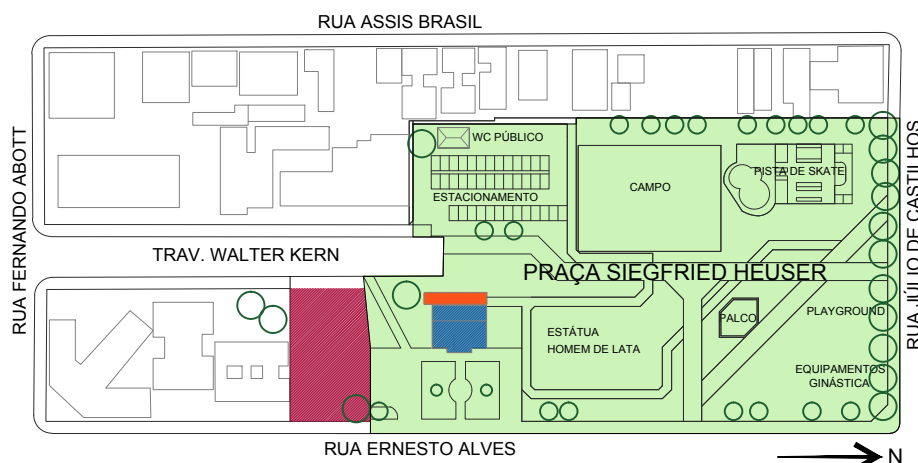 RUA ASSIS BRASIL
RUA FERNANDO ABOTT
WC PÚBLICO
ESTACIONAMENTO
CAMPO
PISTA DE SKATE
RUA JÚLIO DE CASTILHOS
TRAV. WALTER KERN
PRAÇA SIEGFRIED HEUSER
PALCO
PLAYGROUND
ESTÁTUA
HOMEM DE LATA
EQUIPAMENTOS
GINÁSTICA
RUA ERNESTO ALVES
N